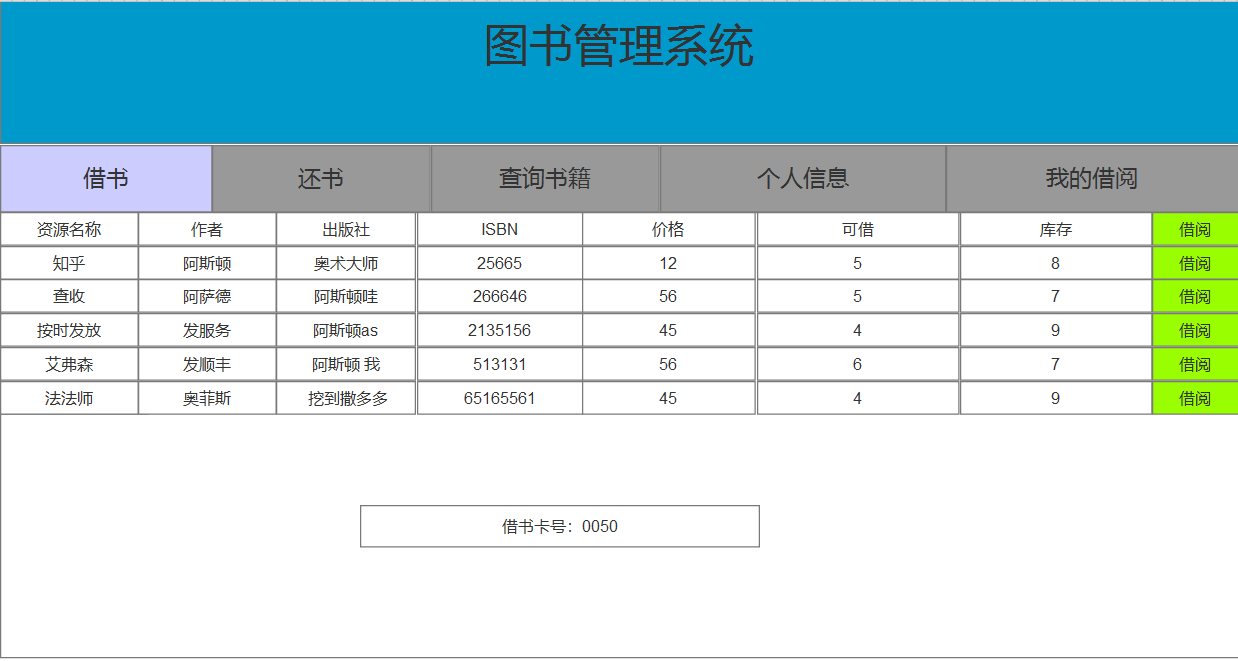 图书管理系统
借书 还书 查询书籍 个人信息 我的借阅
资源名称 作者 出版社 ISBN 价格 可借 库存 借阅
知乎 阿斯顿 奥术大师 25665 12 5 8 借阅
查收 阿萨德 阿斯顿哇 266646 56 5 7 借阅
按时发放 发服务 阿斯顿as 2135156 45 4 9 借阅
艾弗森 发顺丰 阿斯顿 我 513131 56 6 7 借阅
法法师 奥菲斯 挖到撒多多 65165561 45 4 9 借阅
借书卡号：0050